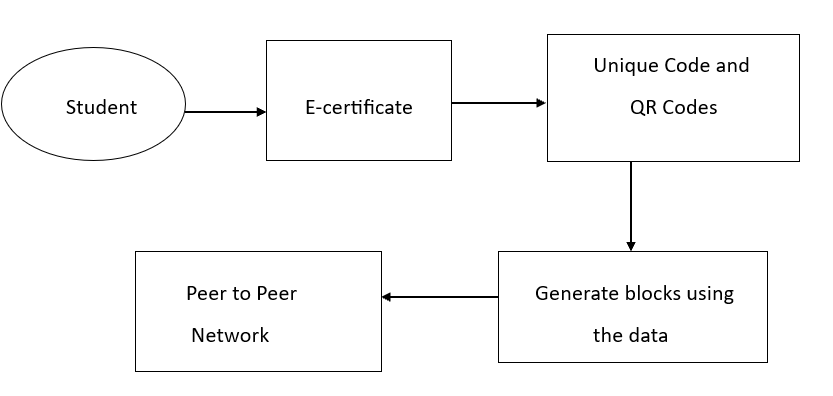 Student
E-certificate
Unique Code and
QR Codes
Generate blocks using
the data
Peer to Peer
Network